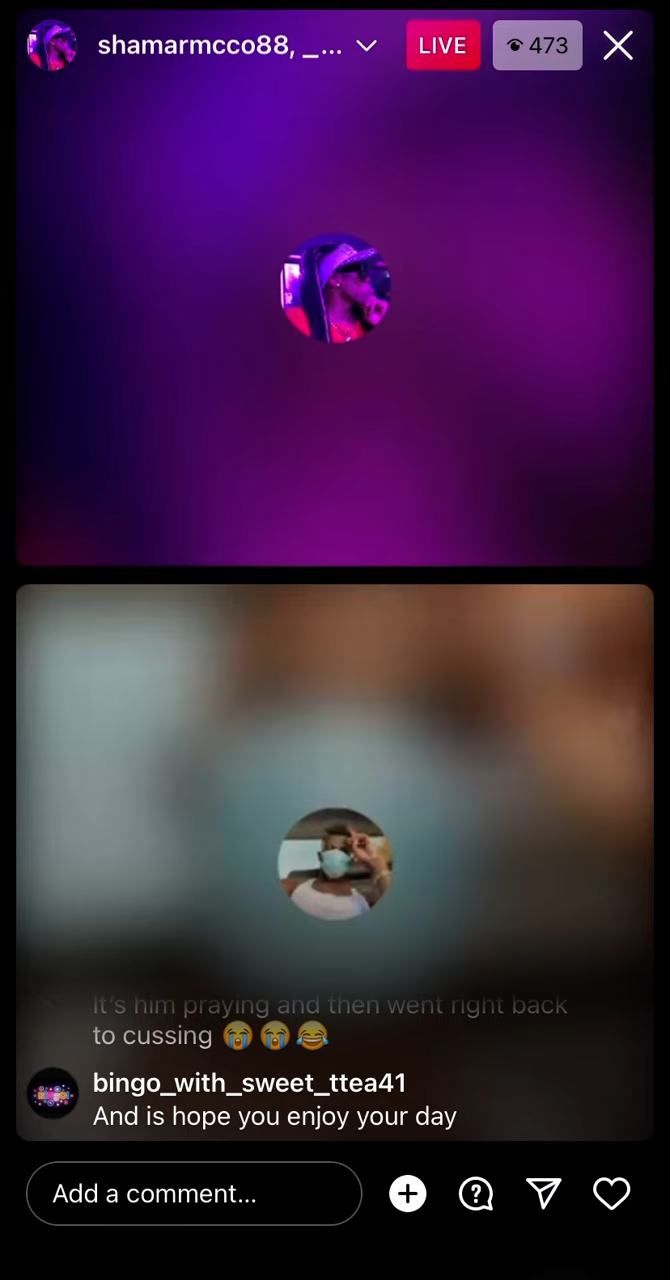 shamarmcco88, _...
LIVE
473
It's him praying and then went right back
to cussing 😭😭😂
bingo_with_sweet_ttea41
And is hope you enjoy your day
Add a comment...